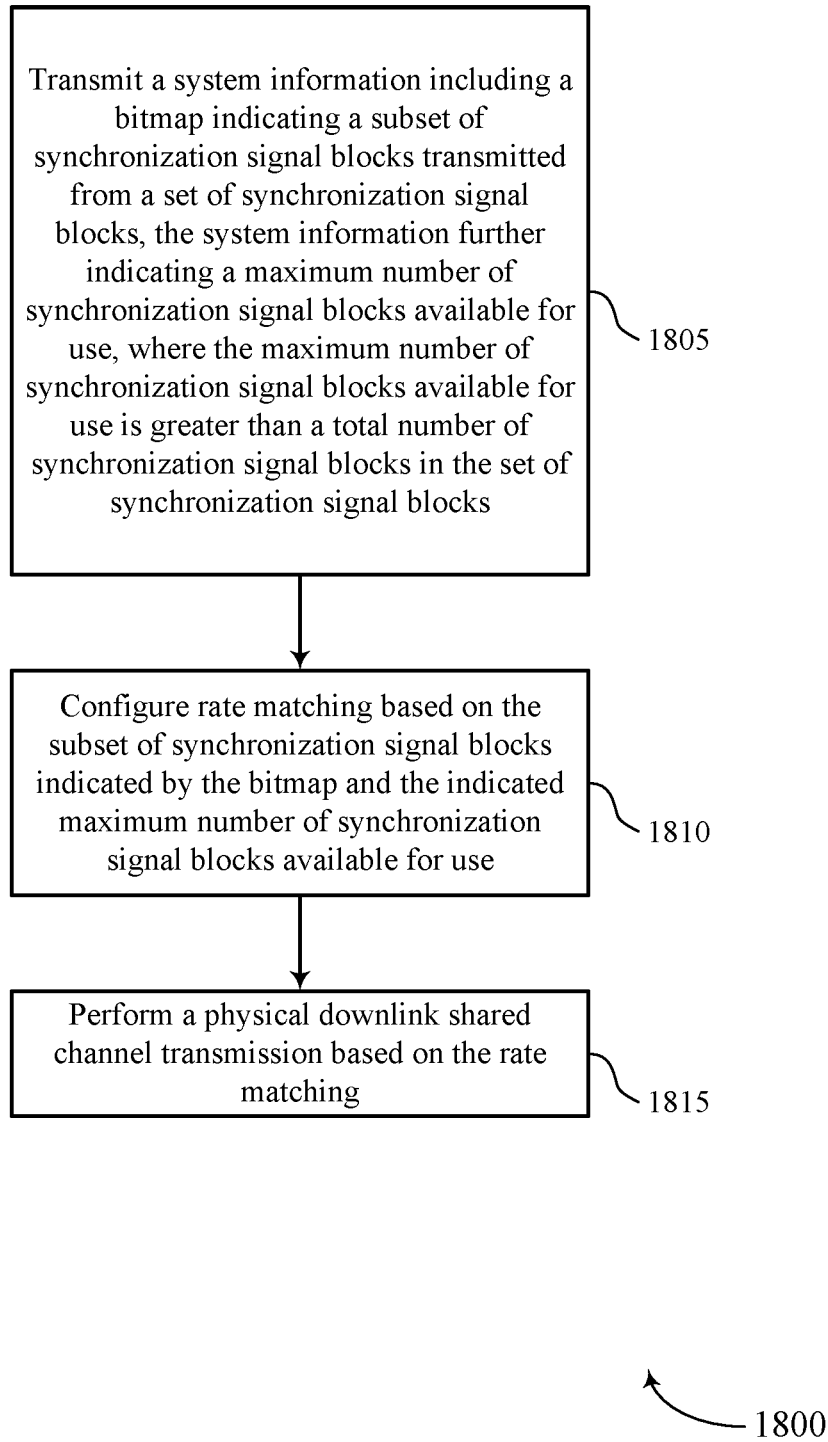 Transmit a system information including a
bitmap indicating a subset of
synchronization signal blocks transmitted
from a set of synchronization signal
blocks, the system information further
indicating a maximum number of
synchronization signal blocks available for
use, where the maximum number of
synchronization signal blocks available for
use is greater than a total number of
synchronization signal blocks in the set of
synchronization signal blocks
1805
Configure rate matching based on the
subset of synchronization signal blocks
indicated by the bitmap and the indicated
maximum number of synchronization
signal blocks available for use
1810
Perform a physical downlink shared
channel transmission based on the rate
matching
1815
1800